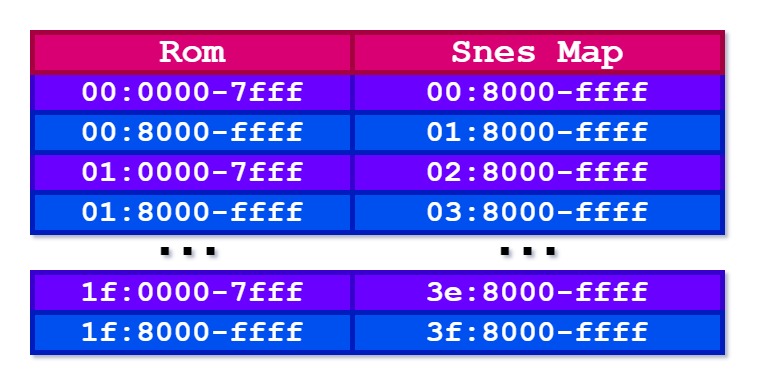 Rom Snes Map
00:0000-7fff 00:8000-ffff
00:8000-ffff 01:8000-ffff
01:0000-7fff 02:8000-ffff
01:8000-ffff 03:8000-ffff
... ...
1f:0000-7fff 3e:8000-ffff
1f:8000-ffff 3f:8000-ffff